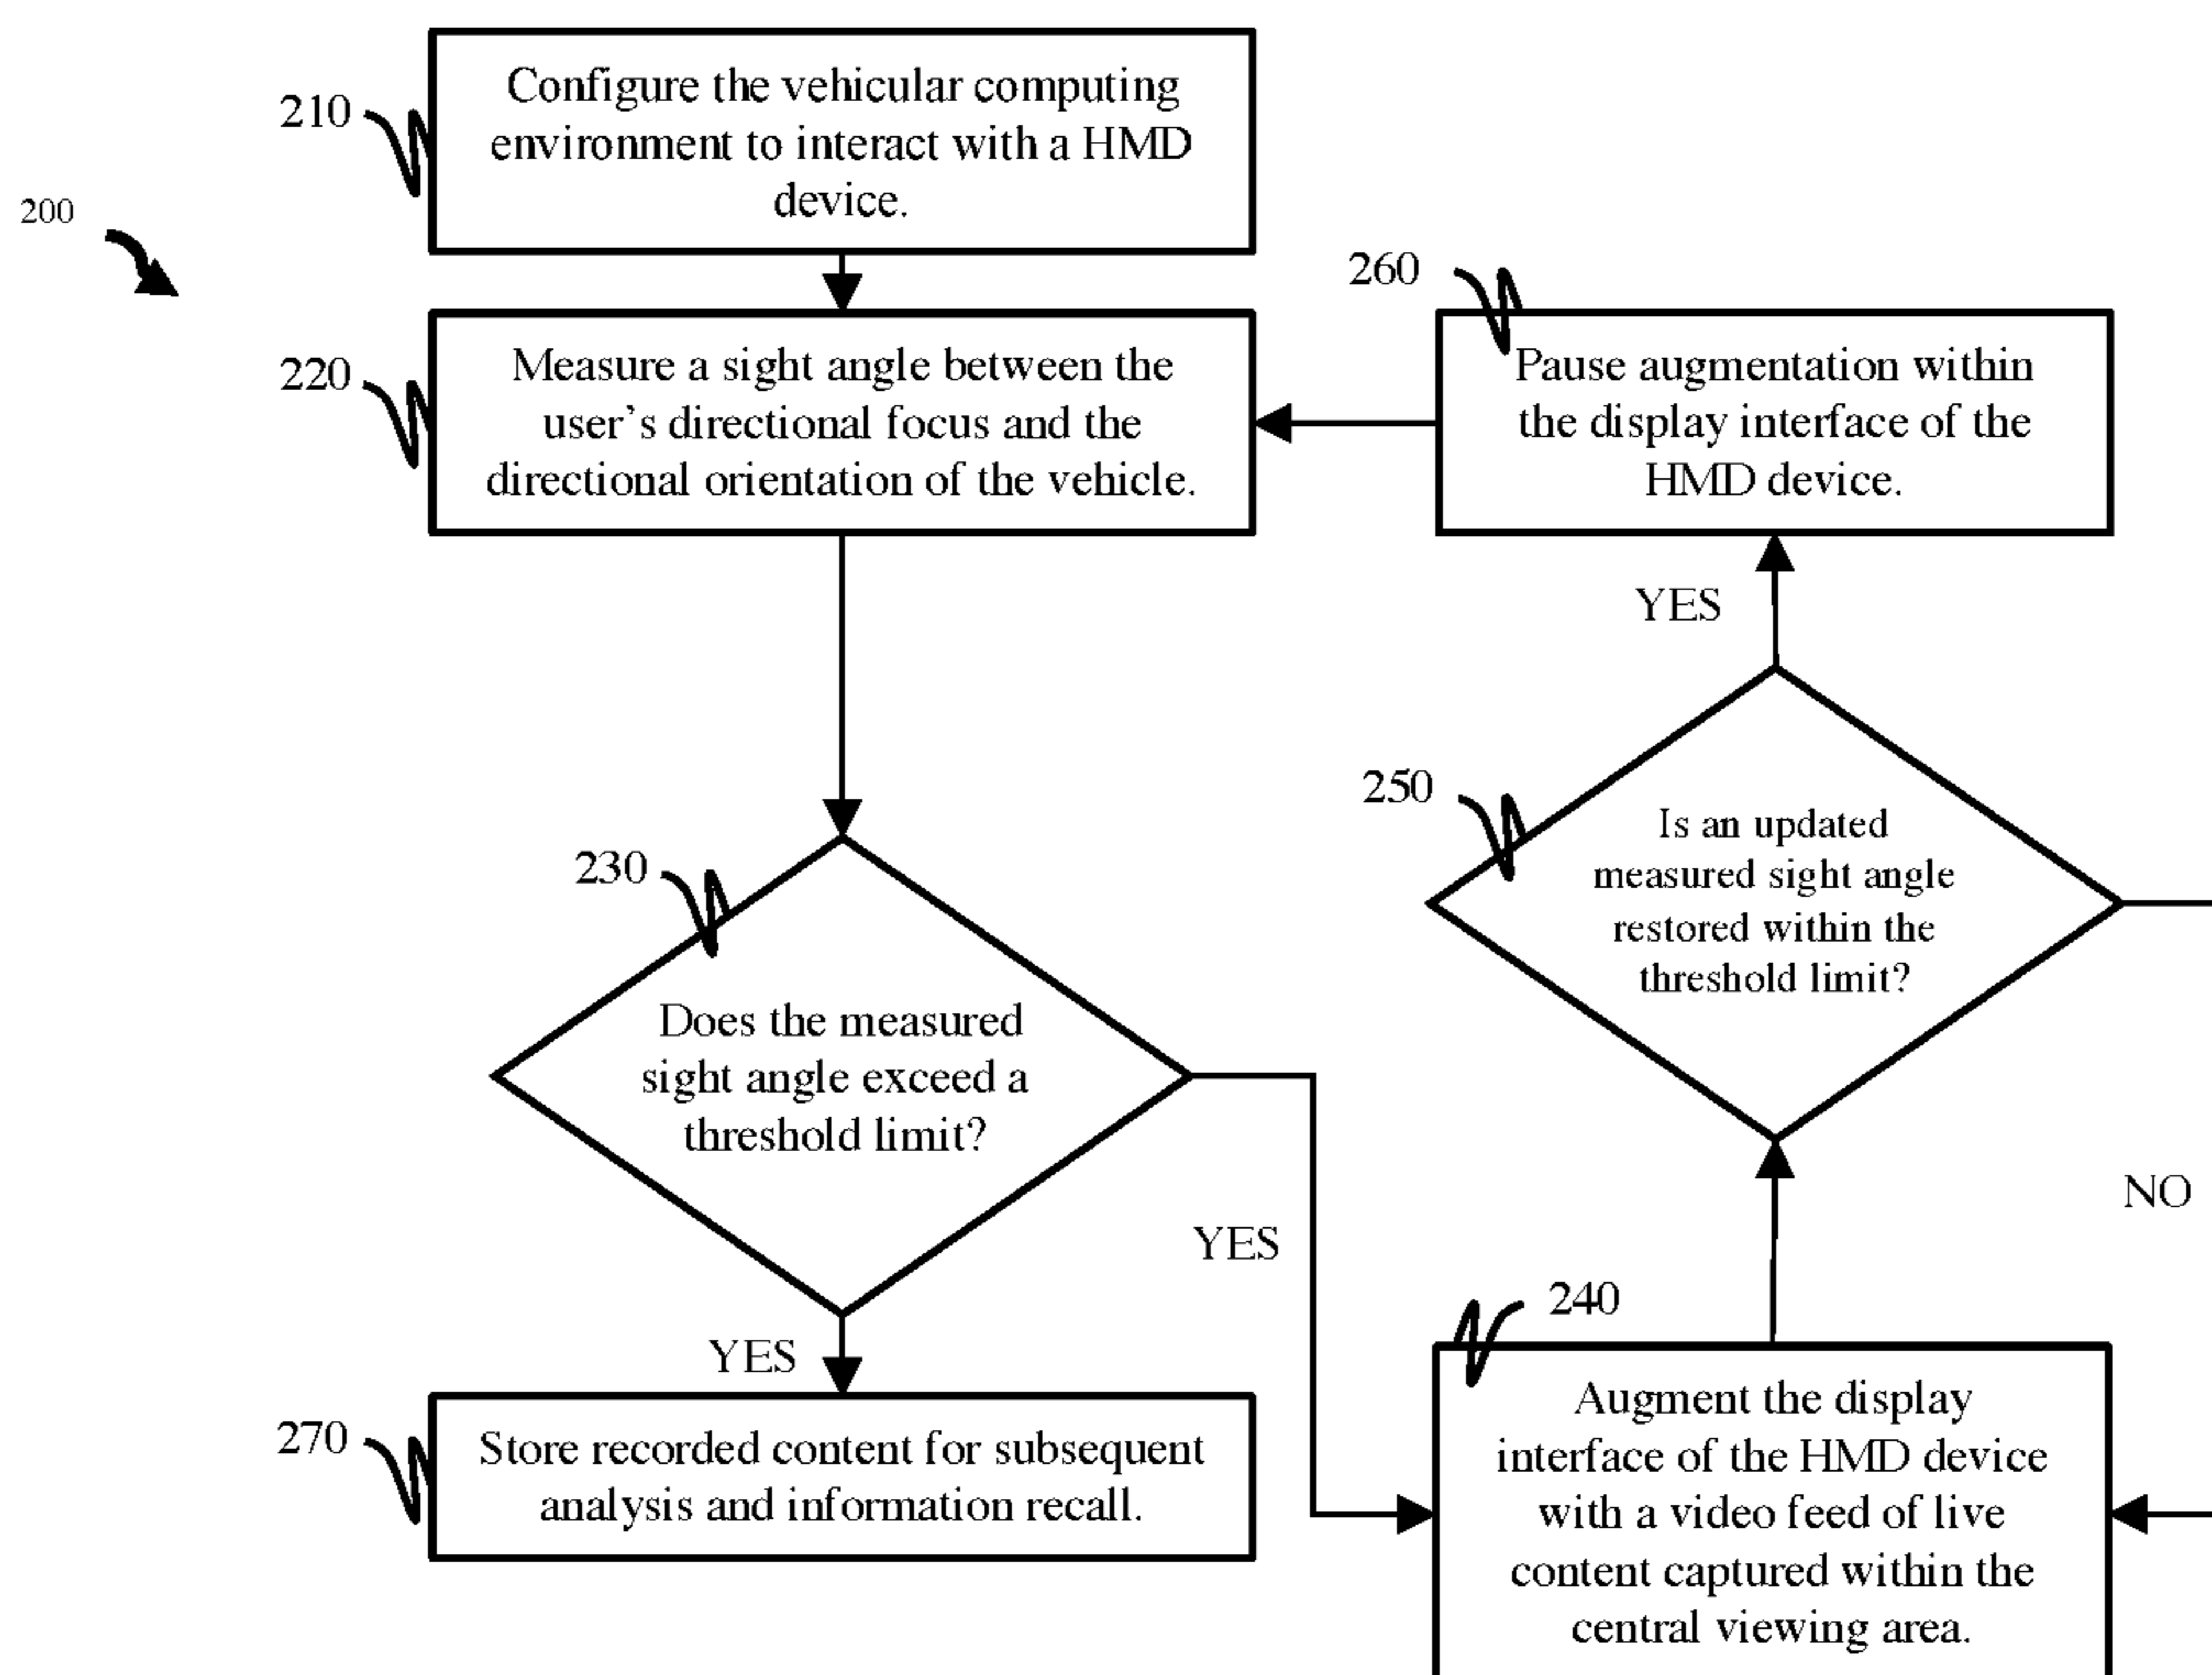 200
210
Configure the vehicular computing
environment to interact with a HMD
device.
220
Measure a sight angle between the
user's directional focus and the
directional orientation of the vehicle.
230
Does the measured
sight angle exceed a
threshold limit?
YES
YES
270
Store recorded content for subsequent
analysis and information recall.
260
Pause augmentation within
the display interface of the
HMD device.
YES
250
Is an updated
measured sight angle
restored within the
threshold limit?
NO
240
Augment the display
interface of the HMD device
with a video feed of live
content captured within the
central viewing area.